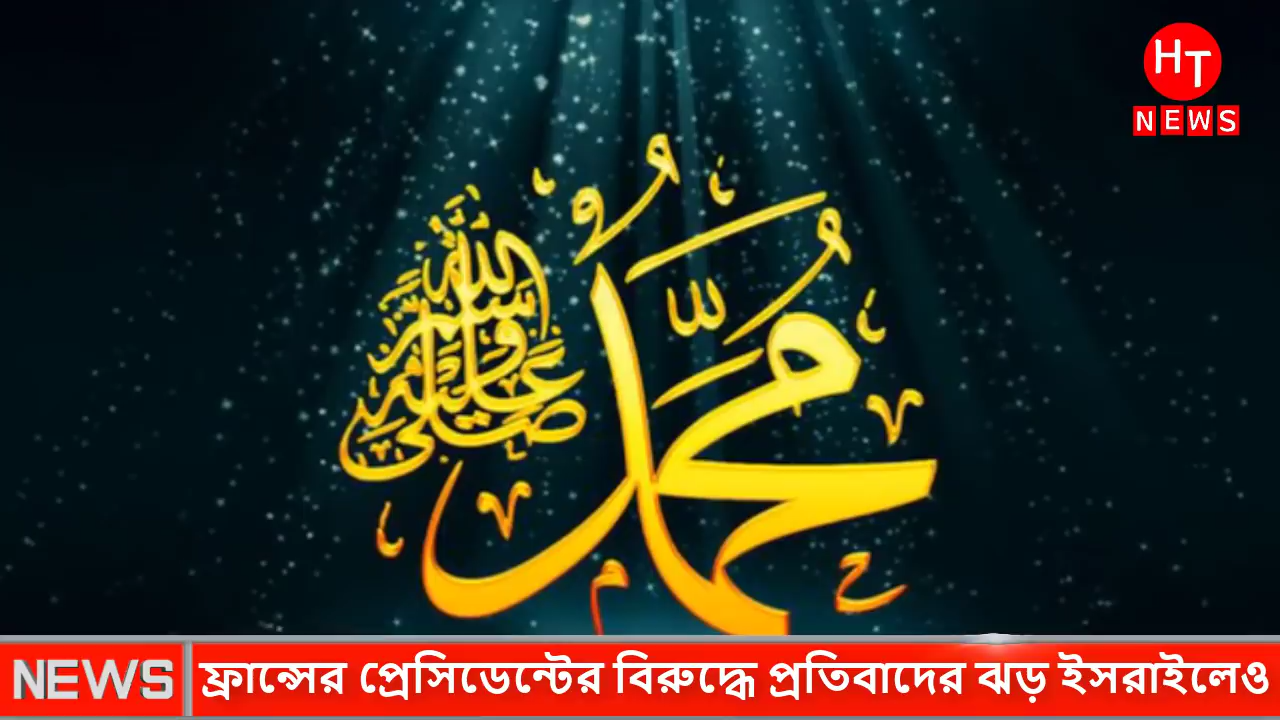 HT
NEWS
محمد
صلى الله عليه وسلم
NEWS
ফ্রান্সের প্রেসিডেন্টের বিরুদ্ধে প্রতিবাদের ঝড় ইসরাইলেও